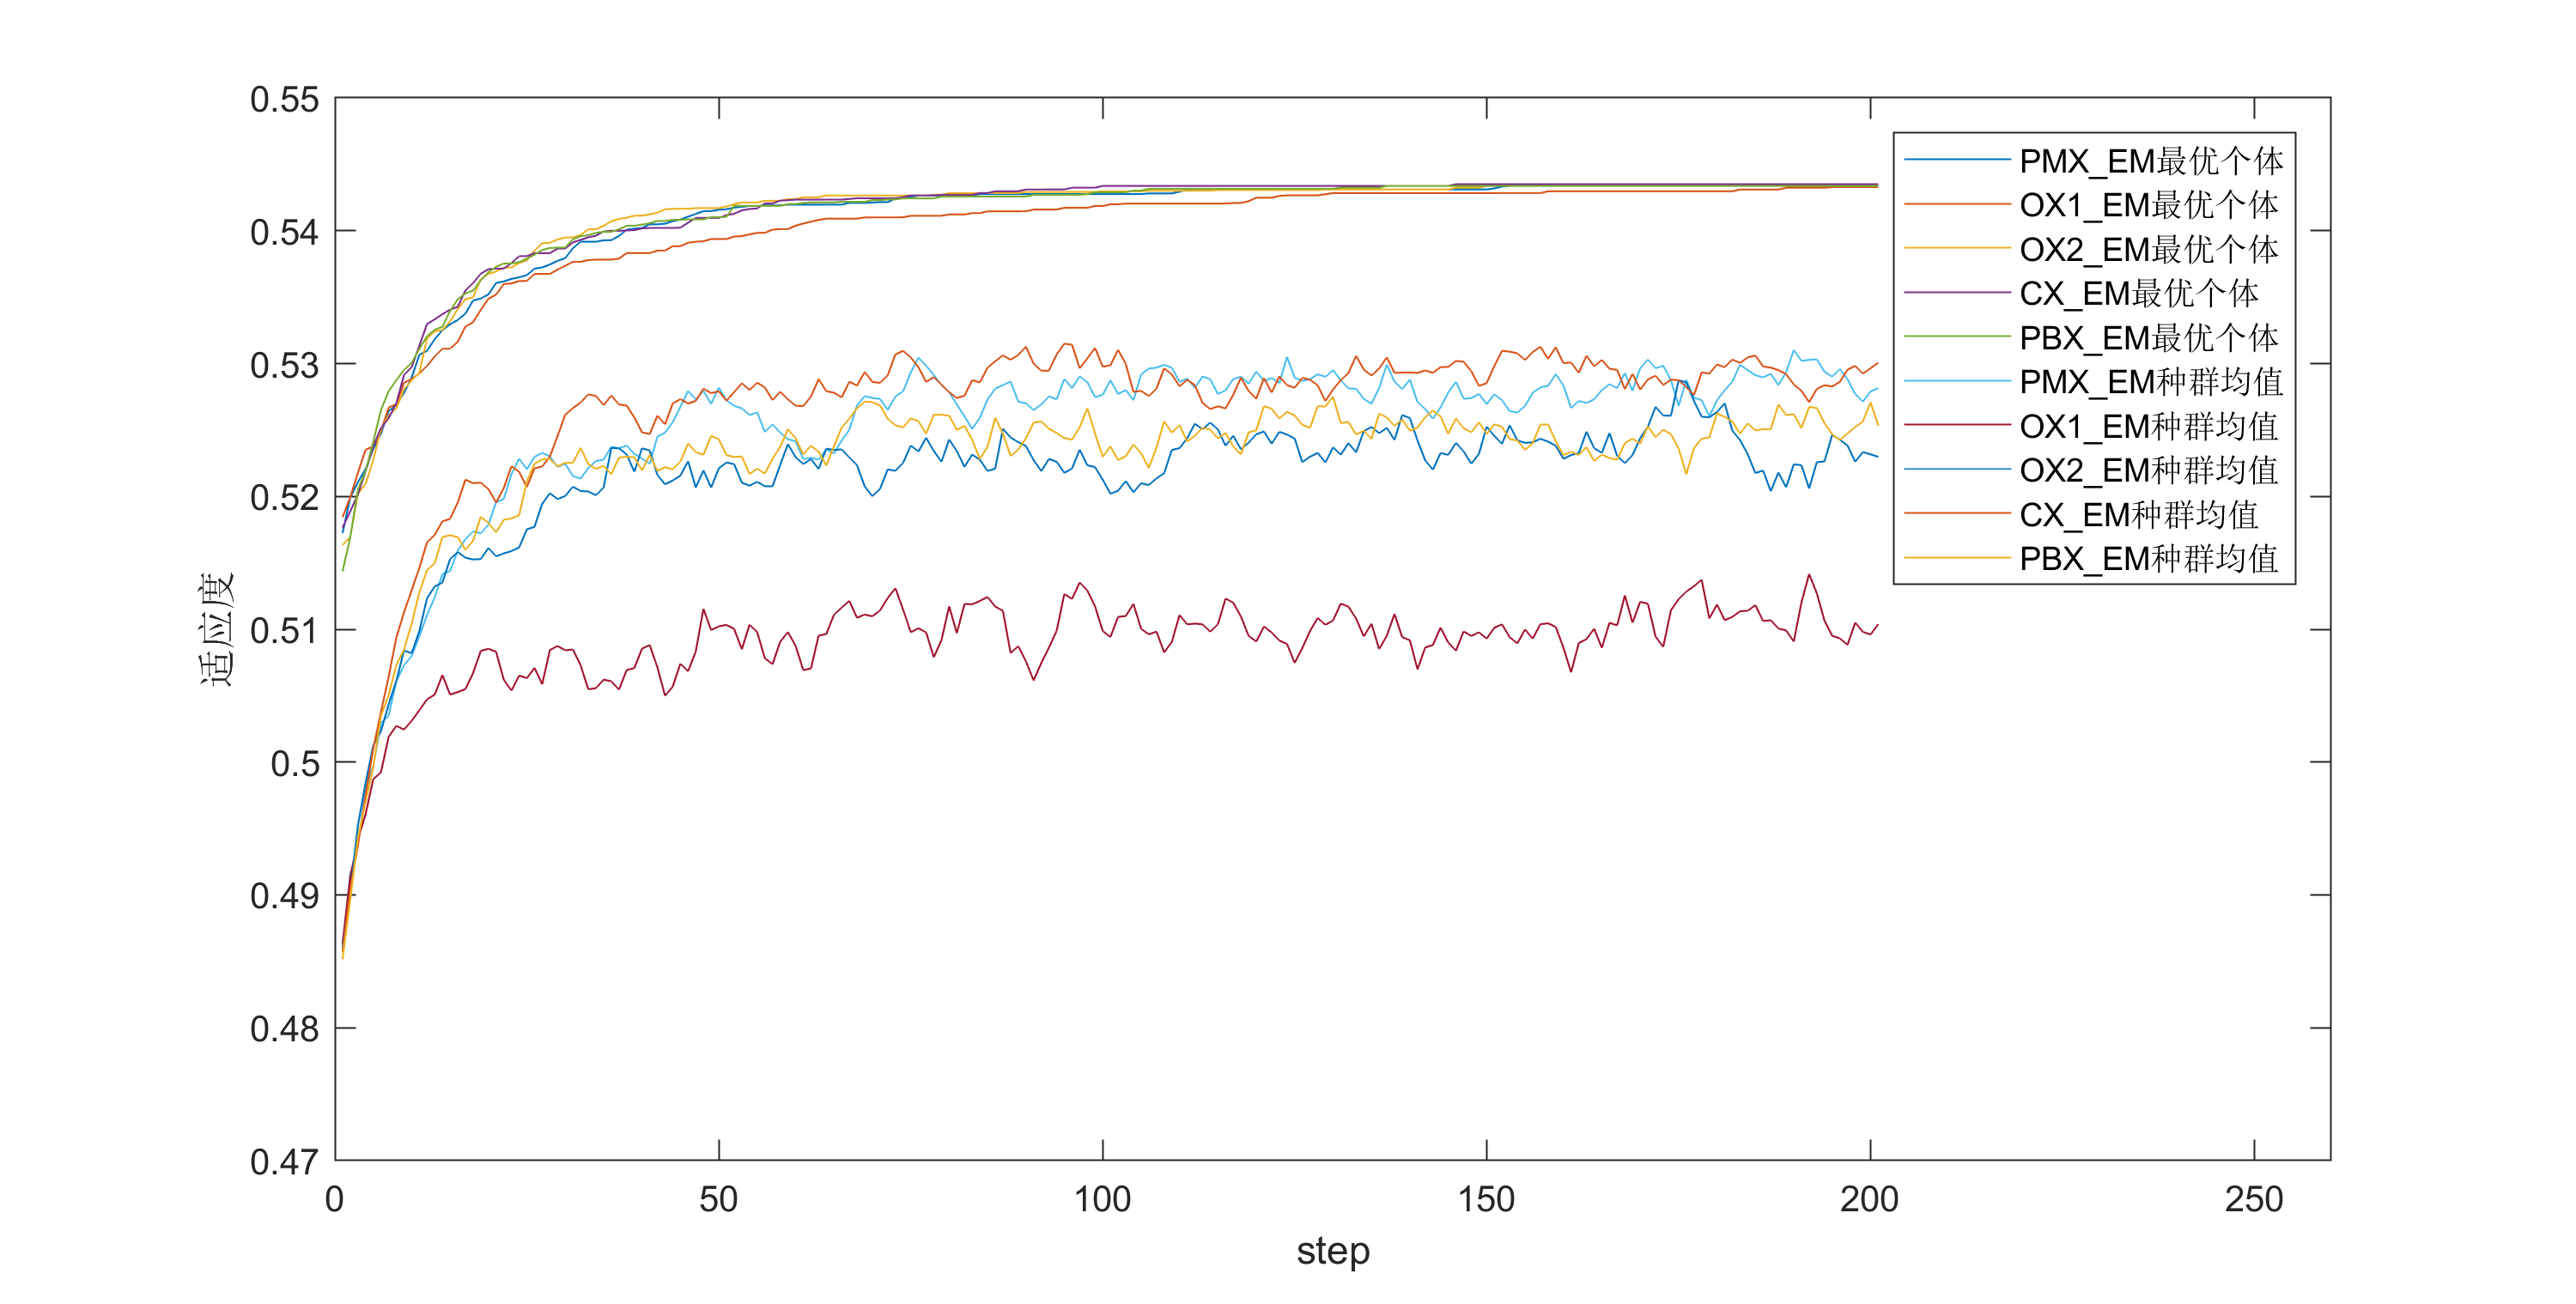 0.55
0.54
0.53
0.52
0.51
0.5
0.49
0.48
0.47
适应度
0
50
100
150
200
250
step
PMX_EM最优个体
OX1_EM最优个体
OX2_EM最优个体
CX_EM最优个体
PBX_EM最优个体
PMX_EM种群均值
OX1_EM种群均值
OX2_EM种群均值
CX_EM种群均值
PBX_EM种群均值